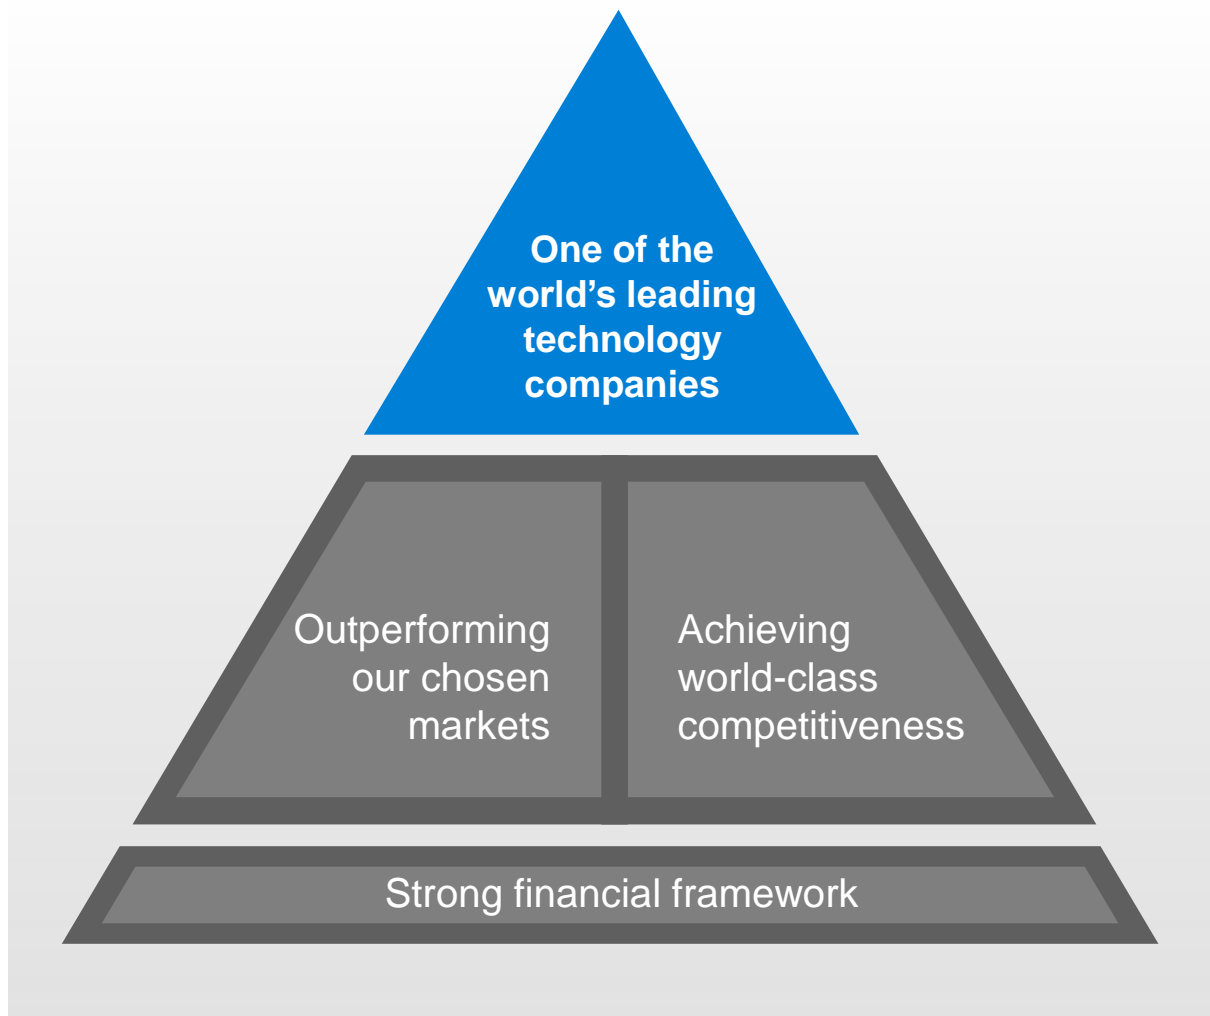 One of the
world’s leading
technology
companies
Outperforming
our chosen
markets
Achieving
world-class
competitiveness
Strong financial framework